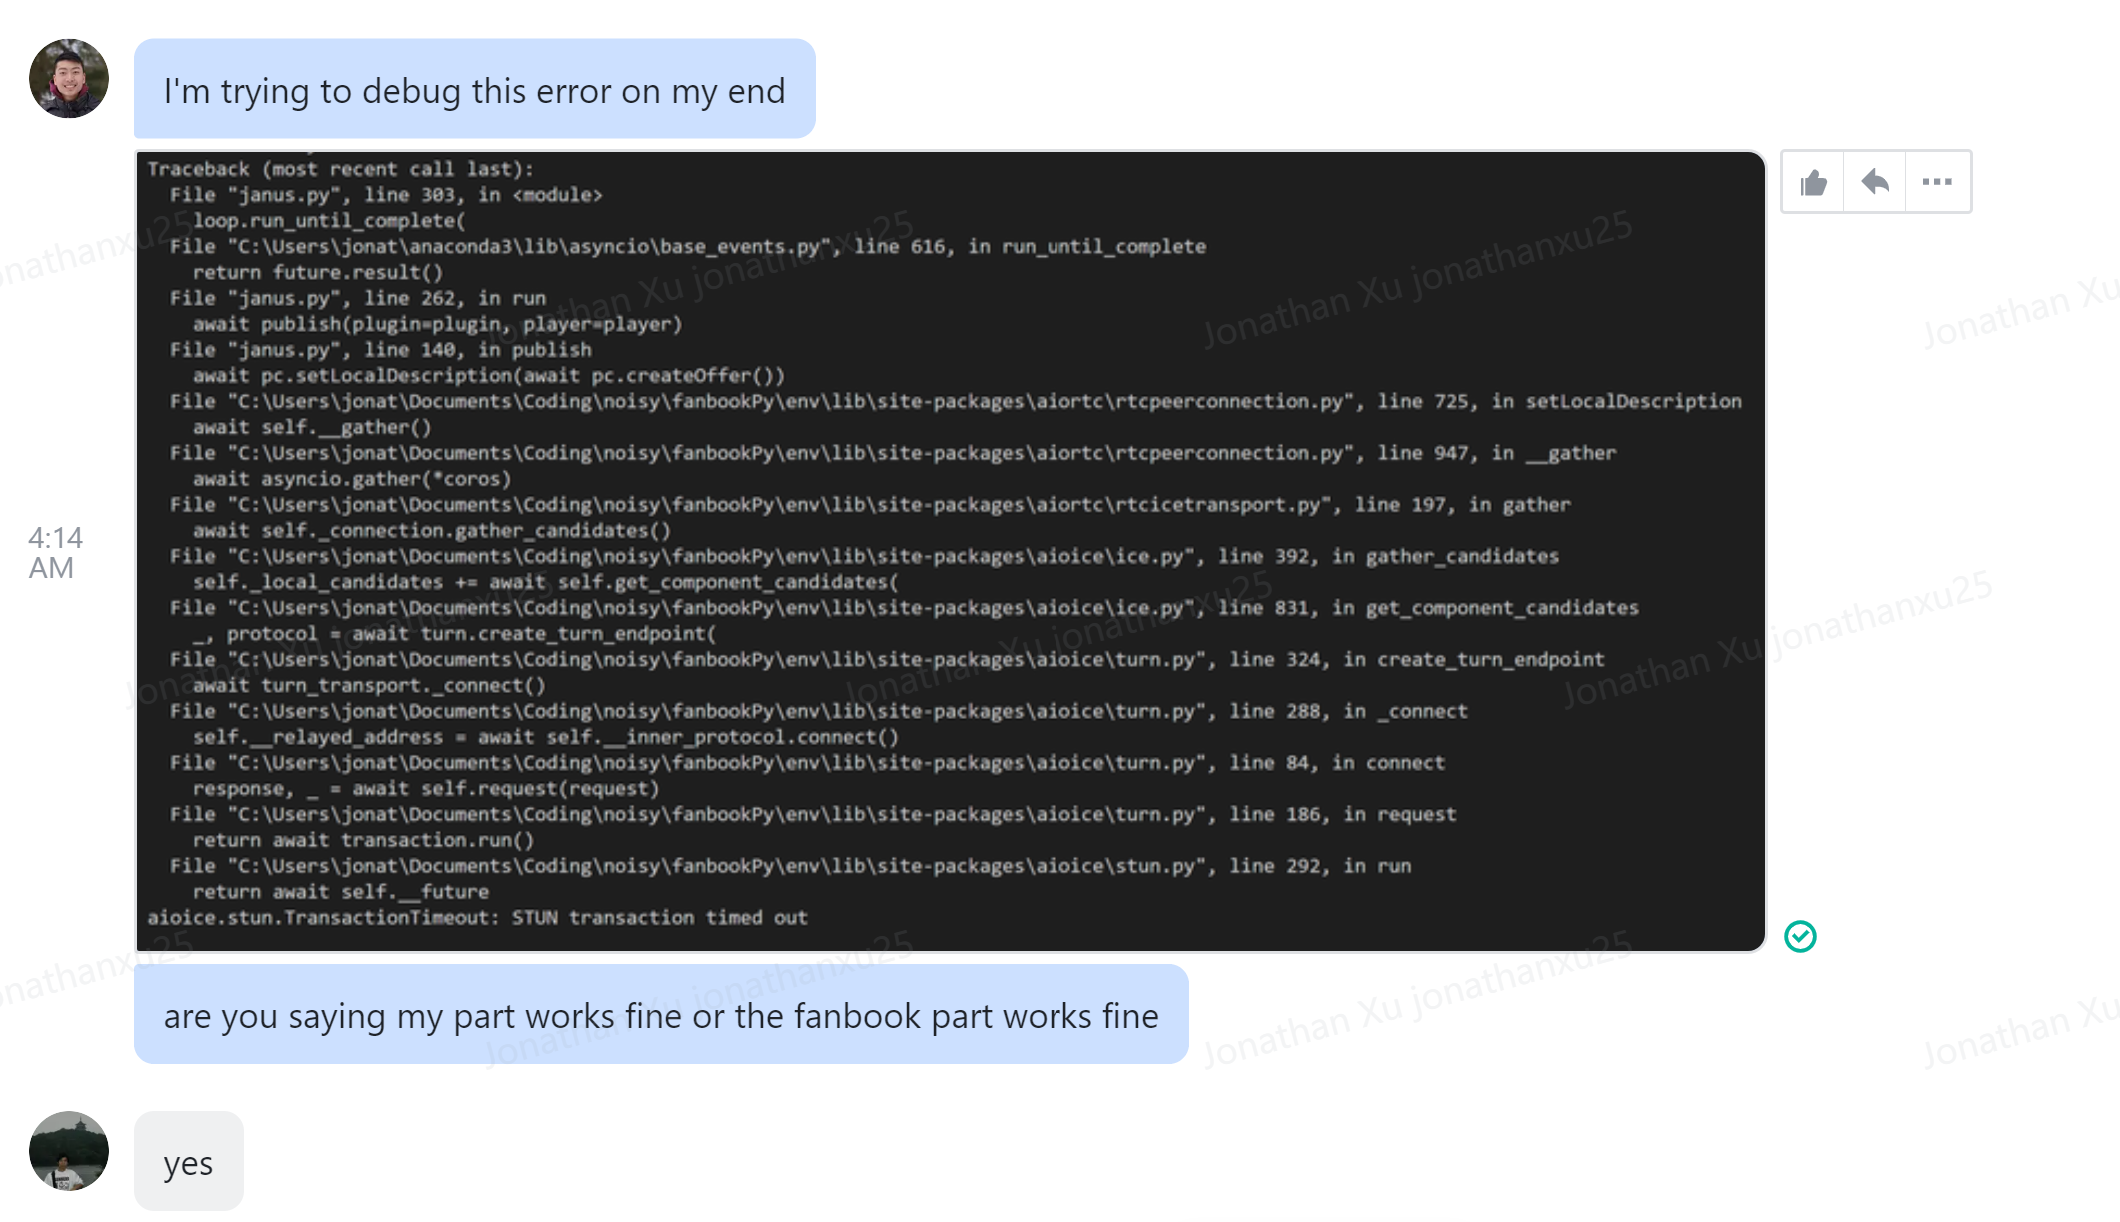 I'm trying to debug this error on my end
Traceback (most recent call last):
  File "janus.py", line 303, in <module>
    loop.run_until_complete(
  File "C:\Users\jonat\anaconda3\lib\asyncio\base_events.py", line 616, in run_until_complete
    return future.result()
  File "janus.py", line 262, in run
    await publish(plugin=plugin, player=player)
  File "janus.py", line 140, in publish
    await pc.setLocalDescription(await pc.createOffer())
  File "C:\Users\jonat\Documents\Coding\noisy\fanbookPy\env\lib\site-packages\aiortc\rtcpeerconnection.py", line 725, in setLocalDescription
    await self.__gather()
  File "C:\Users\jonat\Documents\Coding\noisy\fanbookPy\env\lib\site-packages\aiortc\rtcpeerconnection.py", line 947, in __gather
    await asyncio.gather(*coros)
  File "C:\Users\jonat\Documents\Coding\noisy\fanbookPy\env\lib\site-packages\aiortc\rtcicetransport.py", line 197, in gather
    await self._connection.gather_candidates()
  File "C:\Users\jonat\Documents\Coding\noisy\fanbookPy\env\lib\site-packages\aioice\ice.py", line 392, in gather_candidates
    self._local_candidates += await self.get_component_candidates(
  File "C:\Users\jonat\Documents\Coding\noisy\fanbookPy\env\lib\site-packages\aioice\ice.py", line 831, in get_component_candidates
    _, protocol = await turn.create_turn_endpoint(
  File "C:\Users\jonat\Documents\Coding\noisy\fanbookPy\env\lib\site-packages\aioice\turn.py", line 324, in create_turn_endpoint
    await turn_transport._connect()
  File "C:\Users\jonat\Documents\Coding\noisy\fanbookPy\env\lib\site-packages\aioice\turn.py", line 288, in _connect
    self.__relayed_address = await self.__inner_protocol.connect()
  File "C:\Users\jonat\Documents\Coding\noisy\fanbookPy\env\lib\site-packages\aioice\turn.py", line 84, in connect
    response, _ = await self.request(request)
  File "C:\Users\jonat\Documents\Coding\noisy\fanbookPy\env\lib\site-packages\aioice\turn.py", line 186, in request
    return await transaction.run()
  File "C:\Users\jonat\Documents\Coding\noisy\fanbookPy\env\lib\site-packages\aioice\stun.py", line 292, in run
    return await self.__future
aioice.stun.TransactionTimeout: STUN transaction timed out
4:14
AM
are you saying my part works fine or the fanbook part works fine
yes
Jonathan Xu jonathanxu25